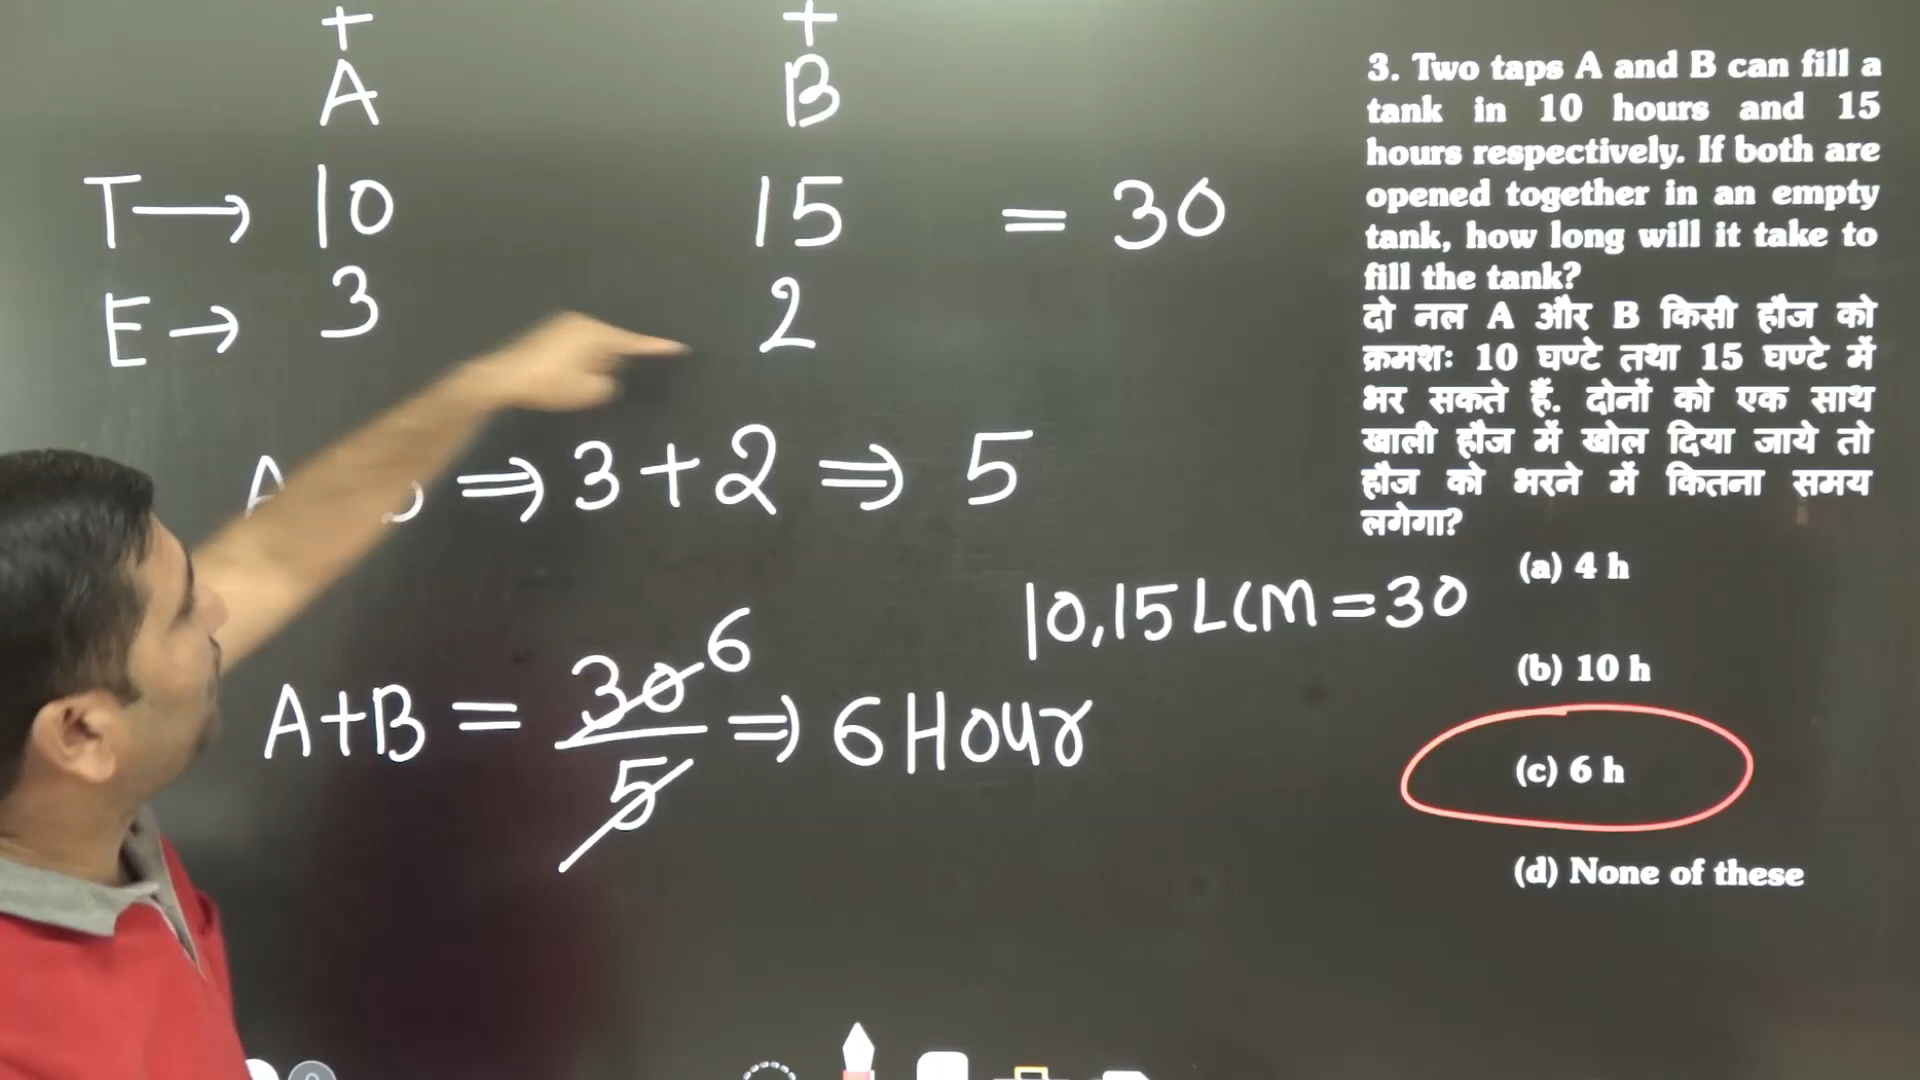 + +
A B
T→ 10 15 = 30
E→ 3 2
⇒ 3+2 ⇒ 5
10,15 LCM=30
A+B = 30/5 6 ⇒ 6 Hour
3. Two taps A and B can fill a
tank in 10 hours and 15
hours respectively. If both are
opened together in an empty
tank, how long will it take to
fill the tank?
दो नल A और B किसी हौज को
क्रमशः 10 घण्टे तथा 15 घण्टे में
भर सकते हैं. दोनों को एक साथ
खाली हौज में खोल दिया जाये तो
हौज को भरने में कितना समय
लगेगा?
(a) 4 h
(b) 10 h
(c) 6 h
(d) None of these